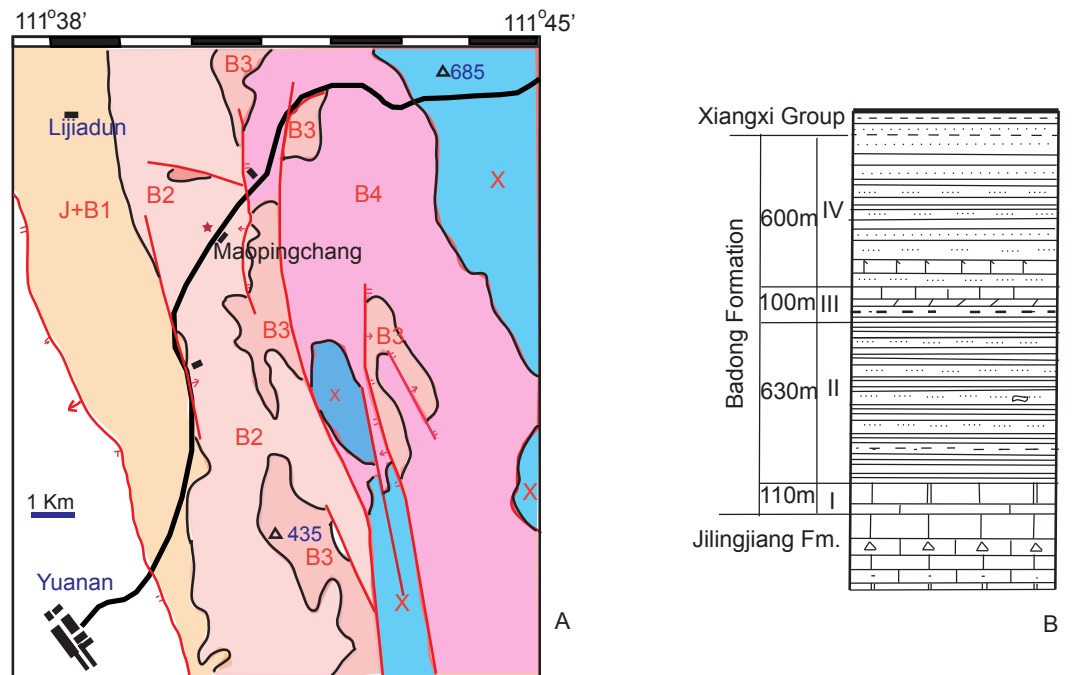 111°38’
111°45’
B3
685
Lijiadun
B3
X
B2
J+B1
B4
Maopingchang
B3
B3
X
B2
1 Km
X
435
B3
Yuanan
X
A
Xiangxi Group
Badong Formation
600m IV
100m III
630m II
110m I
Jilingjiang Fm.
B